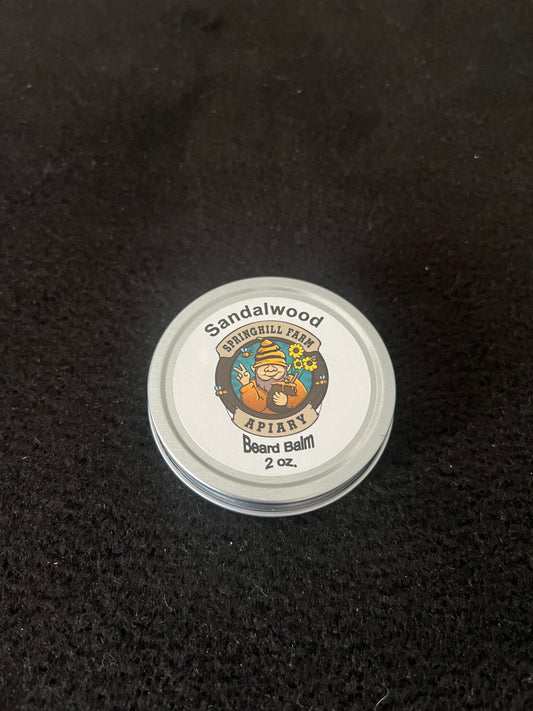 Sandalwood
SPRINGHILL FARM
APIARY
Beard Balm
2 oz.